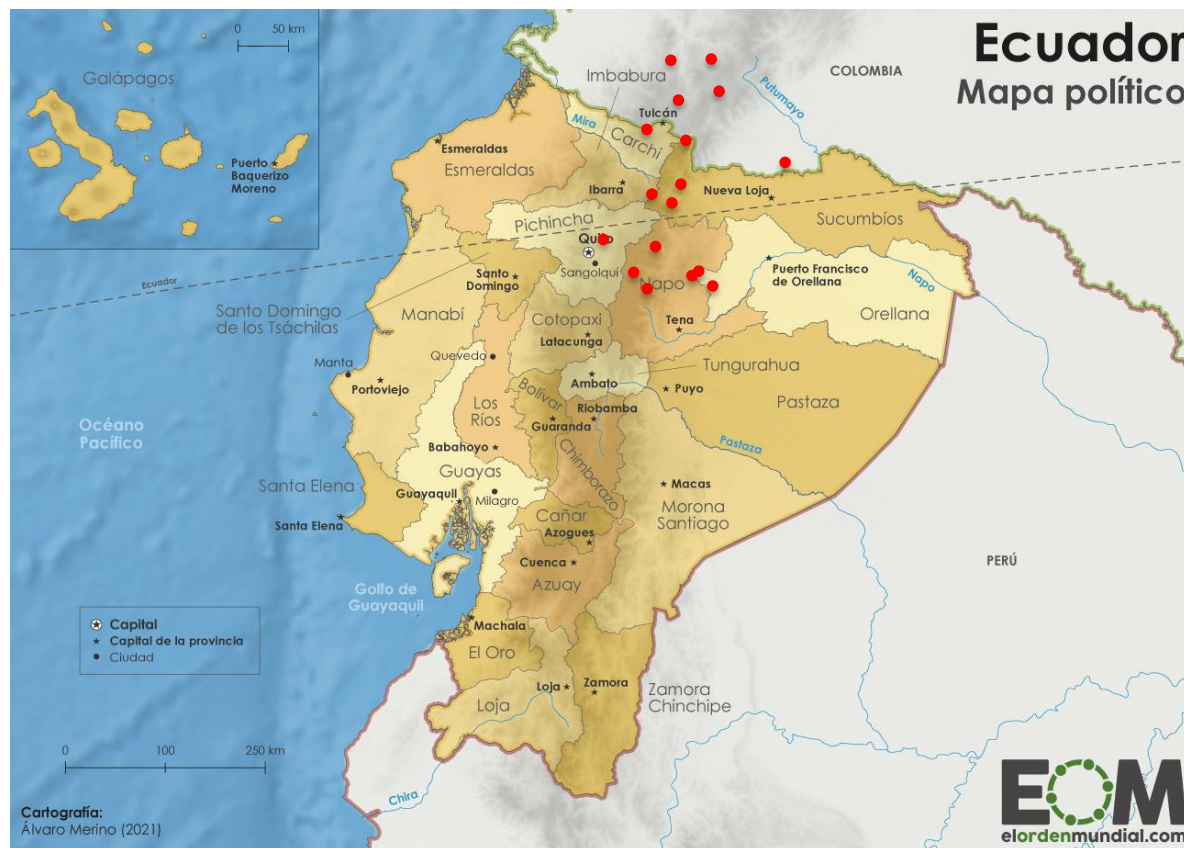 Ecuador
Mapa político
0 50 km
Galápagos
Puerto
Baquerizo
Moreno
COLOMBIA
Putumayo
Imbabura
Tulcán
Mira
Carchi
Esmeraldas
Esmeraldas
Ibarra
Nueva Loja
Sucumbíos
Pichincha
Quito
Sangolquí
Ecuador
Napo
Puerto Francisco
de Orellana
Napo
Orellana
Santo
Domingo
Santo Domingo
de los Tsáchilas
Manabí
Cotopaxi
Latacunga
Tena
Tungurahua
Quevedo
Manta
Portoviejo
Ambato
Puyo
Pastaza
Bolívar
Los
Ríos
Riobamba
Guaranda
Océano
Pacífico
Babahoyo
Pastaza
Chimborazo
Guayas
Santa Elena
Guayaquil
Milagro
Macas
Morona
Santiago
Santa Elena
Cañar
Azogues
Cuenca
Azuay
PERÚ
Golfo de
Guayaquil
Capital
Capital de la provincia
Ciudad
Machala
El Oro
Loja
Zamora
Zamora
Chinchipe
Loja
0 100 250 km
Chira
Cartografía:
Álvaro Merino (2021)
EOM
elordenmundial.com